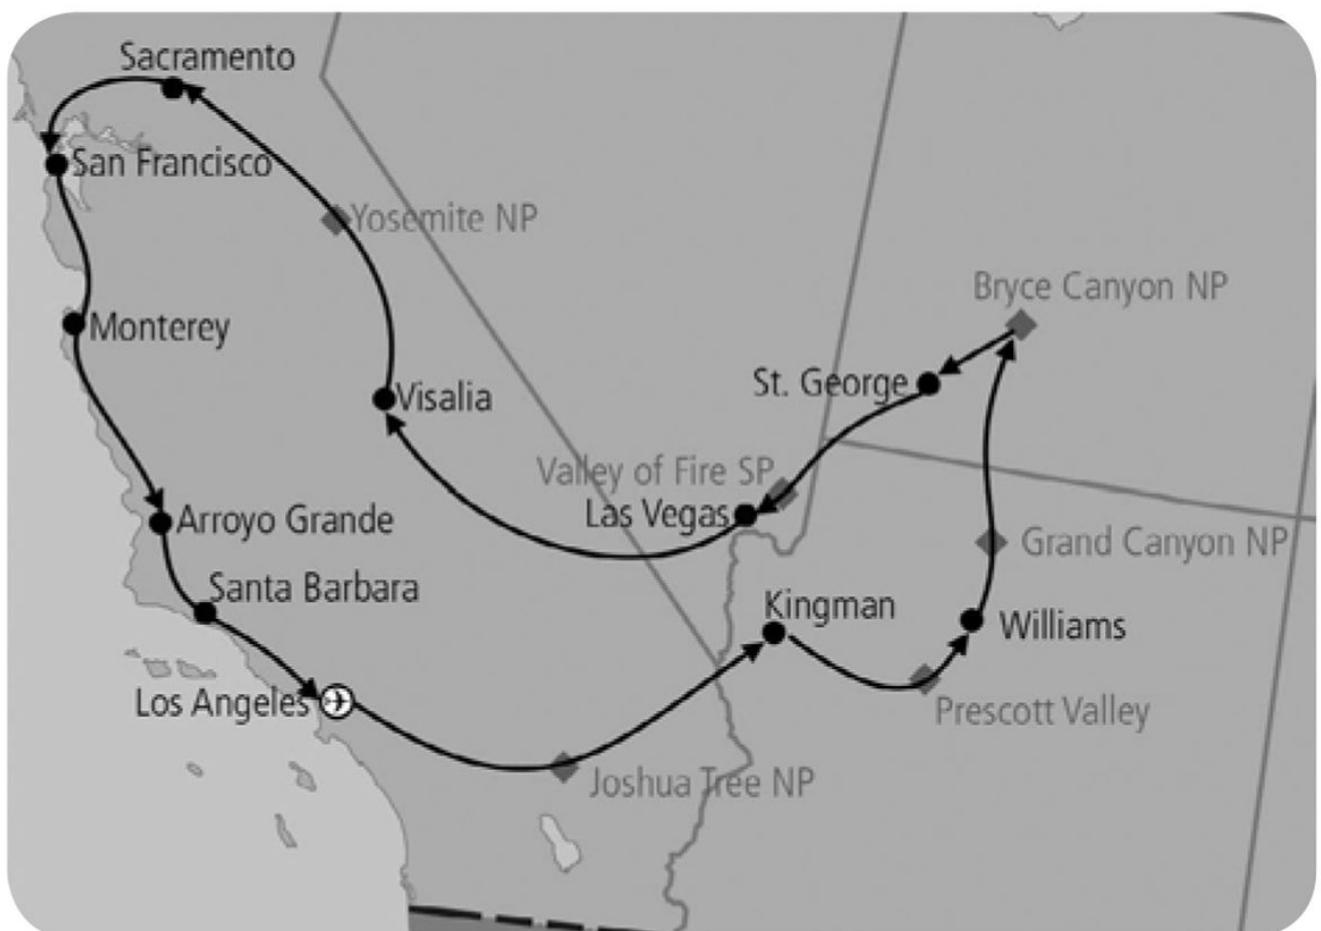 Sacramento
San Francisco
Yosemite NP
Bryce Canyon NP
Monterey
St. George
Visalia
Valley of Fire SP
Las Vegas
Arroyo Grande
Grand Canyon NP
Santa Barbara
Kingman
Williams
Los Angeles
Prescott Valley
Joshua Tree NP